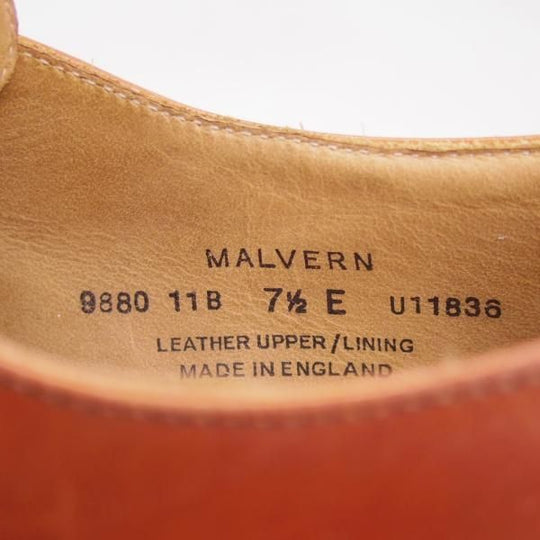 MALVERN
9880 11B 7½ E U11836
LEATHER UPPER/LINING
MADE IN ENGLAND